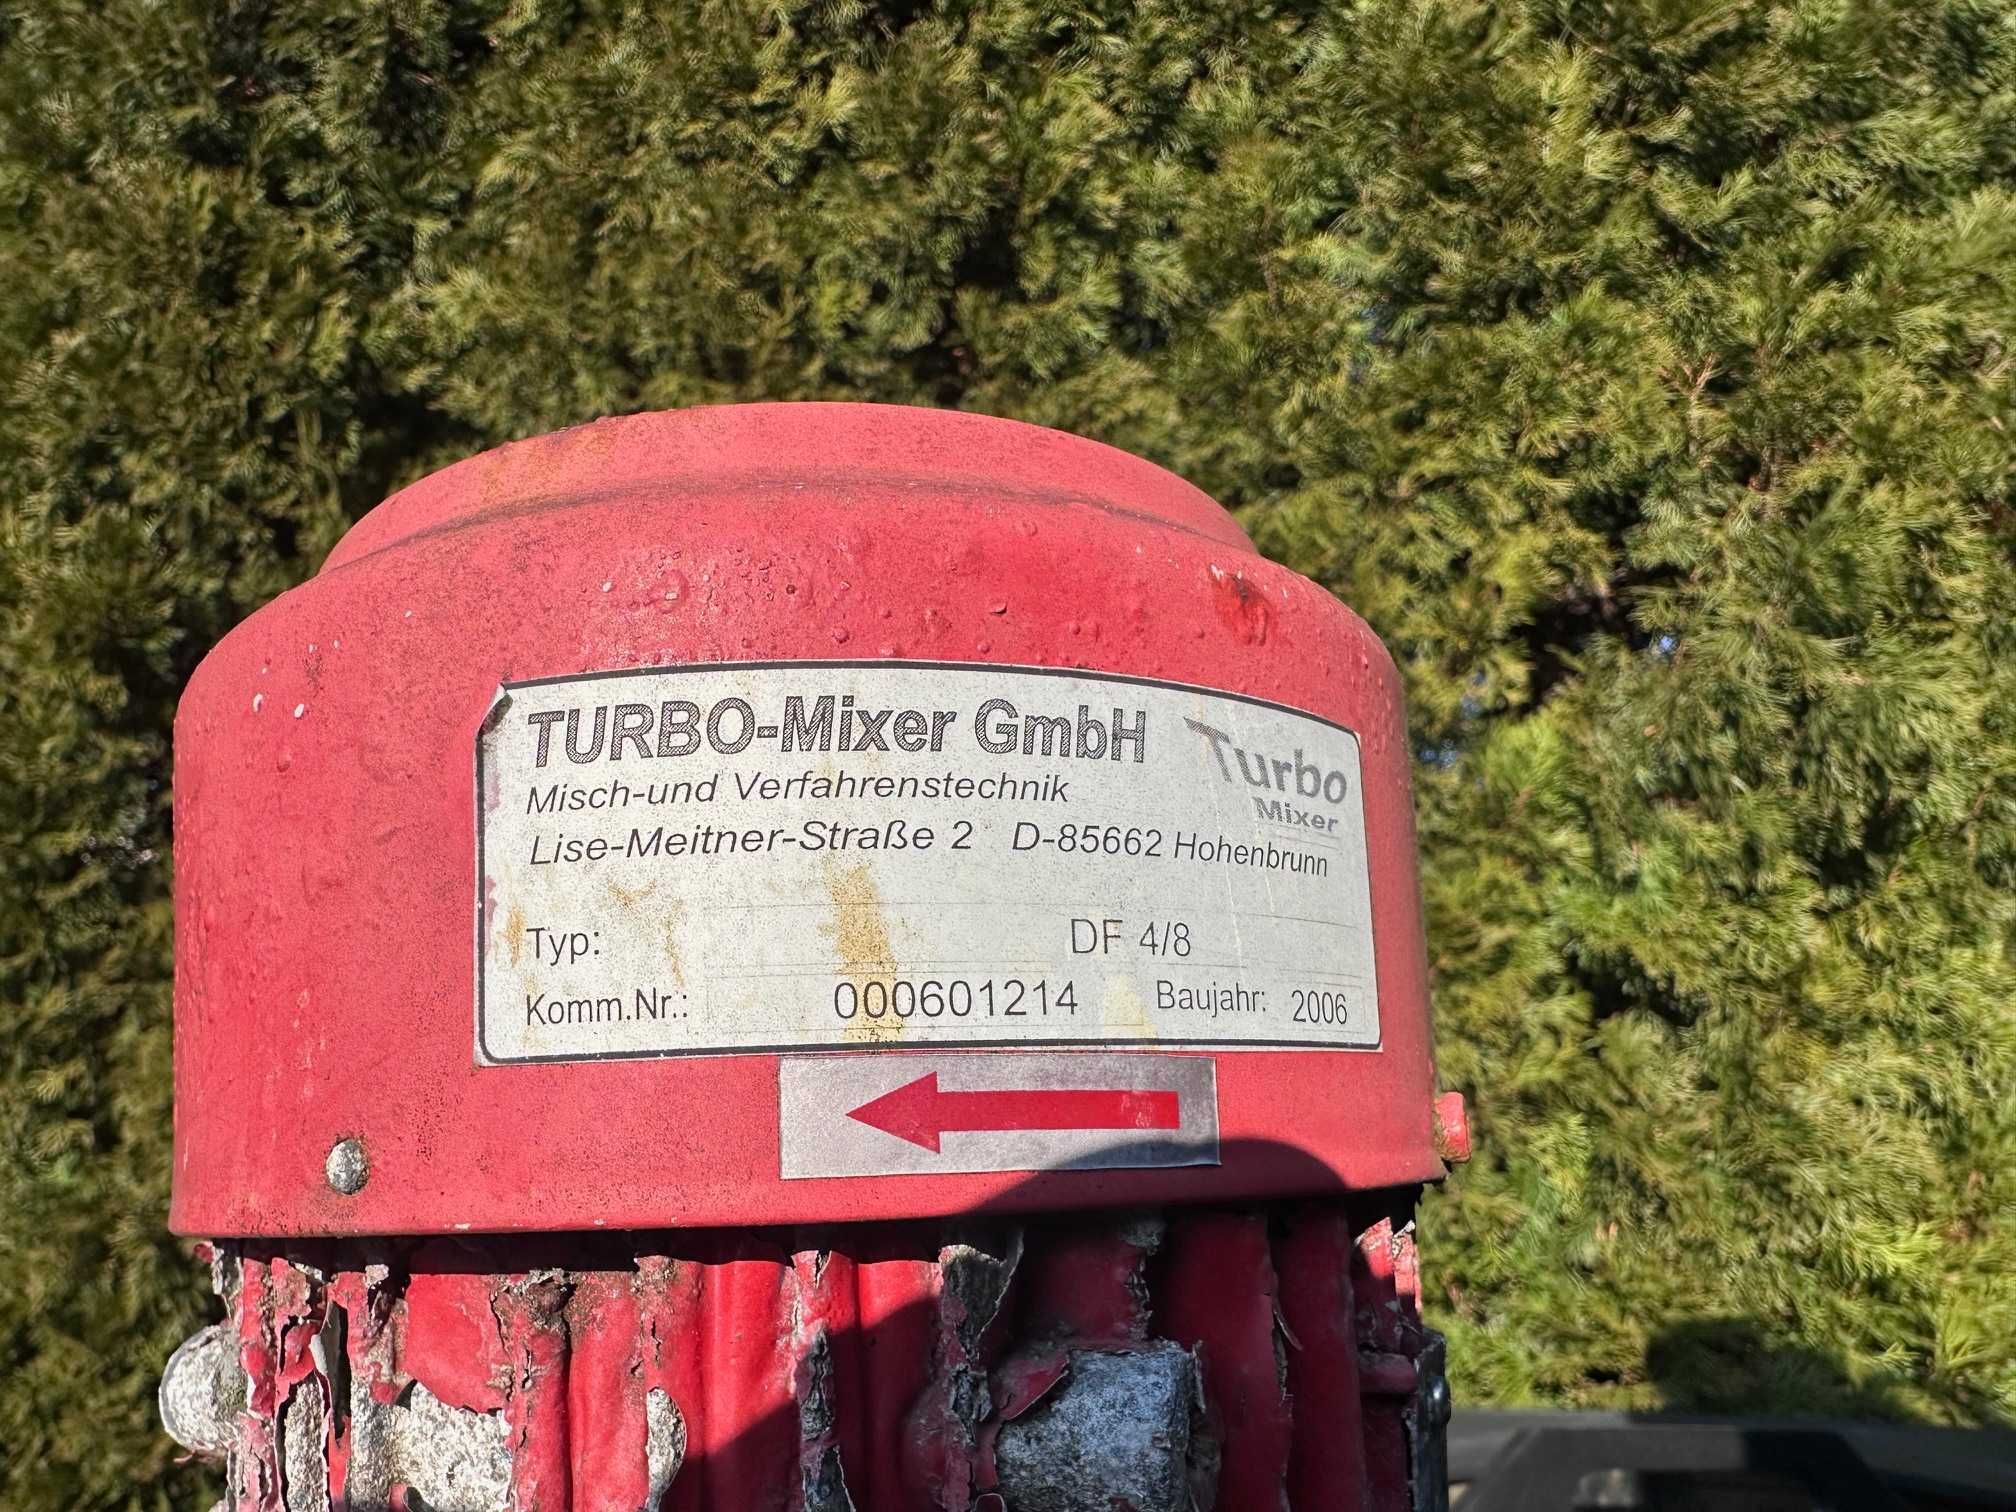 TURBO-Mixer GmbH
Turbo
Mixer
Misch-und Verfahrenstechnik
Lise-Meitner-Straße 2 D-85662 Hohenbrunn
Typ: DF 4/8
Komm.Nr.: 000601214 Baujahr: 2006